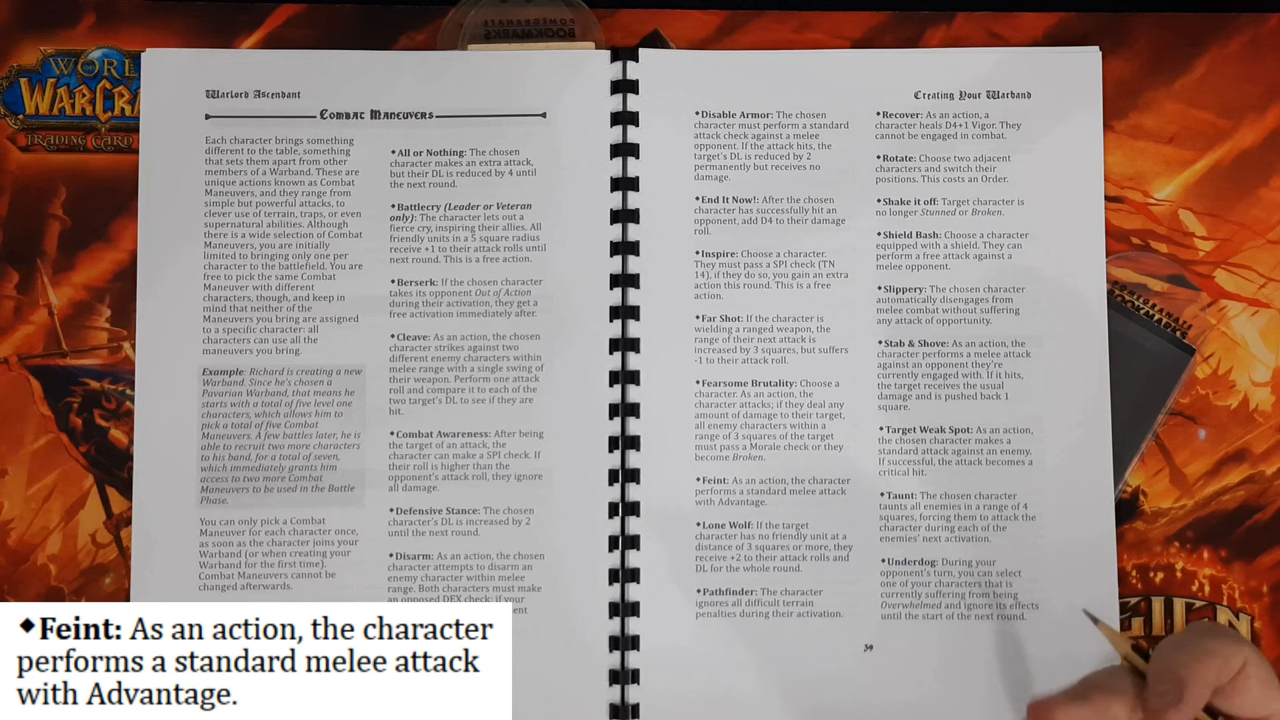 POMEGRANATE
BOOKMARKS
WORL
WARCRA
TRADING CARD
Warlord Ascendant
Combat Maneuvers
Each character brings something
different to the table, something
that sets them apart from other
members of a Warband. These are
unique actions known as Combat
Maneuvers, and they range from
simple but powerful attacks, to
clever use of terrain, traps, or even
supernatural abilities. Although
there is a wide selection of Combat
Maneuvers, you are initially
limited to bringing only one per
character to the battlefield. You are
free to pick the same Combat
Maneuver with different
characters, though, and keep in
mind that neither of the
Maneuvers you bring are assigned
to a specific character: all
characters can use all the
maneuvers you bring.
Example: Richard is creating a new
Warband. Since he's chosen a
Pavarian Warband, that means he
starts with a total of five level one
characters, which allows him to
pick a total of five Combat
Maneuvers. A few battles later, he is
able to recruit two more characters
to his band, for a total of seven,
which immediately grants him
access to two more Combat
Maneuvers to be used in the Battle
Phase.
You can only pick a Combat
Maneuver for each character once,
as soon as the character joins your
Warband (or when creating your
Warband for the first time).
Combat Maneuvers cannot be
changed afterwards.
◆All or Nothing: The chosen
character makes an extra attack,
but their DL is reduced by 4 until
the next round.
◆Battlecry (Leader or Veteran
only): The character lets out a
fierce cry, inspiring their allies. All
friendly units in a 5 square radius
receive +1 to their attack rolls until
next round. This is a free action.
◆Berserk: If the chosen character
takes its opponent Out of Action
during their activation, they get a
free activation immediately after.
◆Cleave: As an action, the chosen
character strikes against two
different enemy characters within
melee range with a single swing of
their weapon. Perform one attack
roll and compare it to each of the
two target's DL to see if they are
hit.
◆Combat Awareness: After being
the target of an attack, the
character can make a SPI check. If
their roll is higher than the
opponent's attack roll, they ignore
all damage.
◆Defensive Stance: The chosen
character's DL is increased by 2
until the next round.
◆Disarm: As an action, the chosen
character attempts to disarm an
enemy character within melee
range. Both characters must make
an opposed DEX check: if your
ent
Creating Your Warband
◆Disable Armor: The chosen
character must perform a standard
attack check against a melee
opponent. If the attack hits, the
target's DL is reduced by 2
permanently but receives no
damage.
◆End It Now!: After the chosen
character has successfully hit an
opponent, add D4 to their damage
roll.
◆Inspire: Choose a character.
They must pass a SPI check (TN
14), if they do so, you gain an extra
action this round. This is a free
action.
◆Far Shot: If the character is
wielding a ranged weapon, the
range of their next attack is
increased by 3 squares, but suffers
-1 to their attack roll.
◆Fearsome Brutality: Choose a
character. As an action, the
character attacks; if they deal any
amount of damage to their target,
all enemy characters within a
range of 3 squares of the target
must pass a Morale check or they
become Broken.
◆Feint: As an action, the character
performs a standard melee attack
with Advantage.
◆Lone Wolf: If the target
character has no friendly unit at a
distance of 3 squares or more, they
receive +2 to their attack rolls and
DL for the whole round.
◆Pathfinder: The character
ignores all difficult terrain
penalties during their activation.
◆Recover: As an action, a
character heals D4+1 Vigor. They
cannot be engaged in combat.
◆Rotate: Choose two adjacent
characters and switch their
positions. This costs an Order.
◆Shake it off: Target character is
no longer Stunned or Broken.
◆Shield Bash: Choose a character
equipped with a shield. They can
perform a free attack against a
melee opponent.
◆Slippery: The chosen character
automatically disengages from
melee combat without suffering
any attack of opportunity.
◆Stab & Shove: As an action, the
character performs a melee attack
against an opponent they're
currently engaged with. If it hits,
the target receives the usual
damage and is pushed back 1
square.
◆Target Weak Spot: As an action,
the chosen character makes a
standard attack against an enemy.
If successful, the attack becomes a
critical hit.
◆Taunt: The chosen character
taunts all enemies in a range of 4
squares, forcing them to attack the
character during each of the
enemies' next activation.
◆Underdog: During your
opponent's turn, you can select
one of your characters that is
currently suffering from being
Overwhelmed and ignore its effects
until the start of the next round.
39
◆Feint: As an action, the character
performs a standard melee attack
with Advantage.